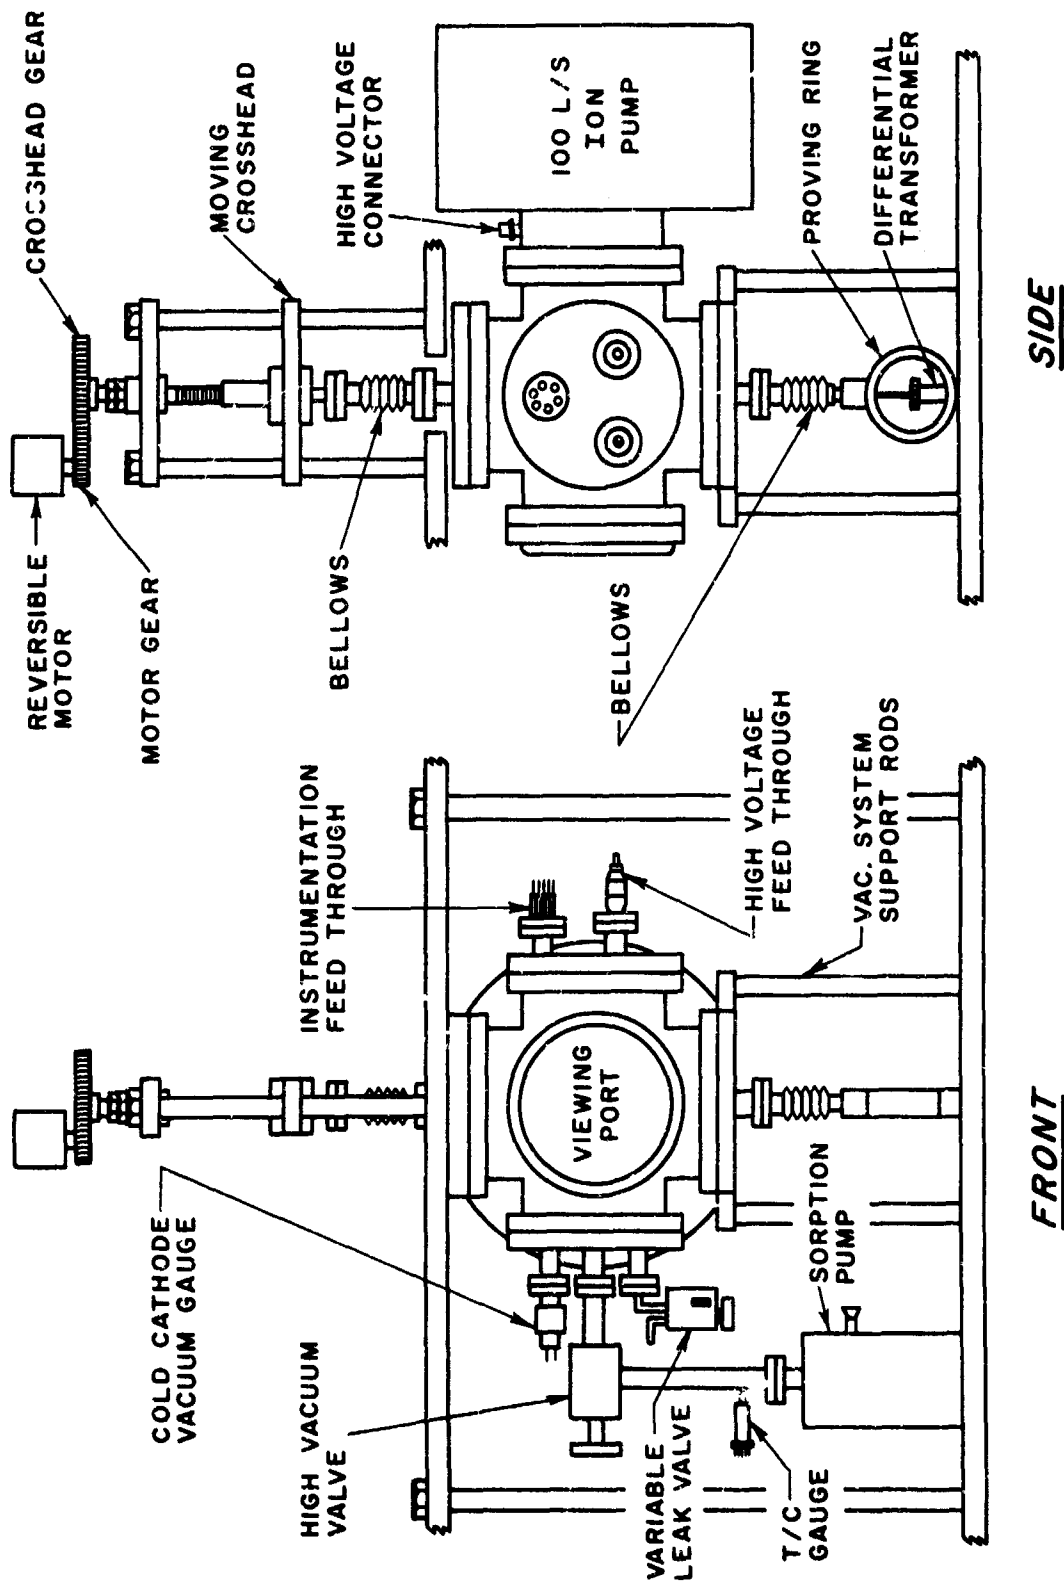 COLD CATHODE
VACUUM GAUGE
HIGH VACUUM
VALVE
VARIABLE
LEAK VALVE
T/C
GAUGE
SORPTION
PUMP
VIEWING
PORT
INSTRUMENTATION
FEED THROUGH
HIGH VOLTAGE
FEED THROUGH
VAC. SYSTEM
SUPPORT RODS
FRONT
REVERSIBLE
MOTOR
MOTOR GEAR
BELLOWS
BELLOWS
CROSSHEAD GEAR
MOVING
CROSSHEAD
HIGH VOLTAGE
CONNECTOR
100 L/S
ION
PUMP
PROVING RING
DIFFERENTIAL
TRANSFORMER
SIDE